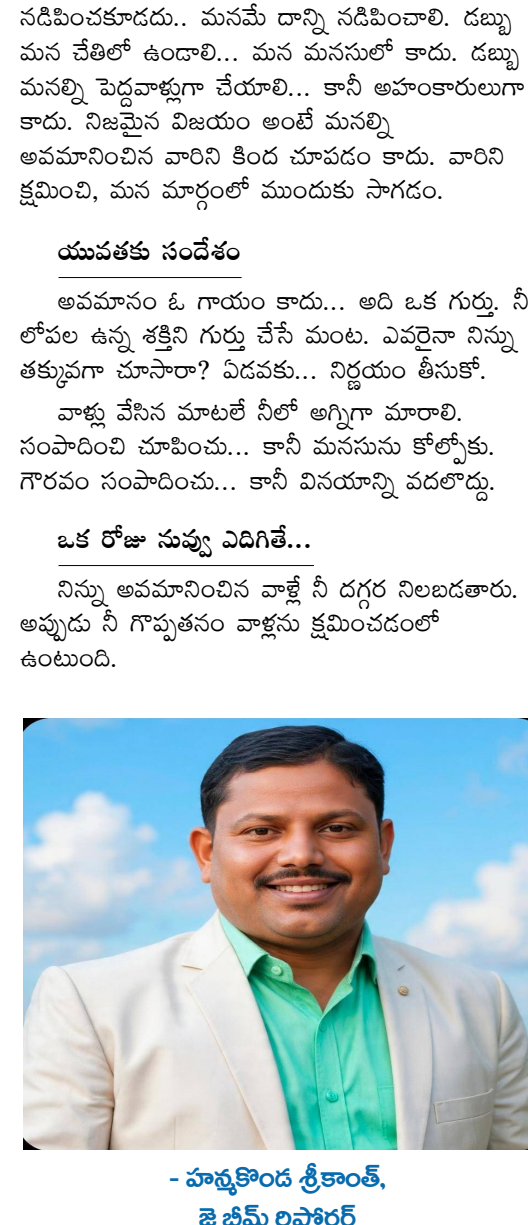 నడిపించకూడదు.. మనమే దాన్ని నడిపించాలి. డబ్బు
మన చేతిలో ఉండాలి... మన మనసులో కాదు. డబ్బు
మనల్ని పెద్దవాళ్లుగా చేయాలి... కానీ అహంకారులుగా
కాదు. నిజమైన విజయం అంటే మనల్ని
అవమానించిన వారిని కింద చూపడం కాదు. వారిని
క్షమించి, మన మార్గంలో ముందుకు సాగడం.
యువతకు సందేశం
అవమానం ఓ గాయం కాదు... అది ఒక గుర్తు. నీ
లోపల ఉన్న శక్తిని గుర్తు చేసే మంట. ఎవరైనా నిన్ను
తక్కువగా చూసారా? ఏడవకు... నిర్ణయం తీసుకో.
వాళ్లు వేసిన మాటలే నీలో అగ్నిగా మారాలి.
సంపాదించి చూపించు... కానీ మనసును కోల్పోకు.
గౌరవం సంపాదించు... కానీ వినయాన్ని వదలొద్దు.
ఒక రోజు నువ్వు ఎదిగితే...
నిన్ను అవమానించిన వాళ్లే నీ దగ్గర నిలబడతారు.
అప్పుడు నీ గొప్పతనం వాళ్లను క్షమించడంలో
ఉంటుంది.
- హన్మకొండ శ్రీకాంత్,
జై భీమ్ రిపోర్టర్